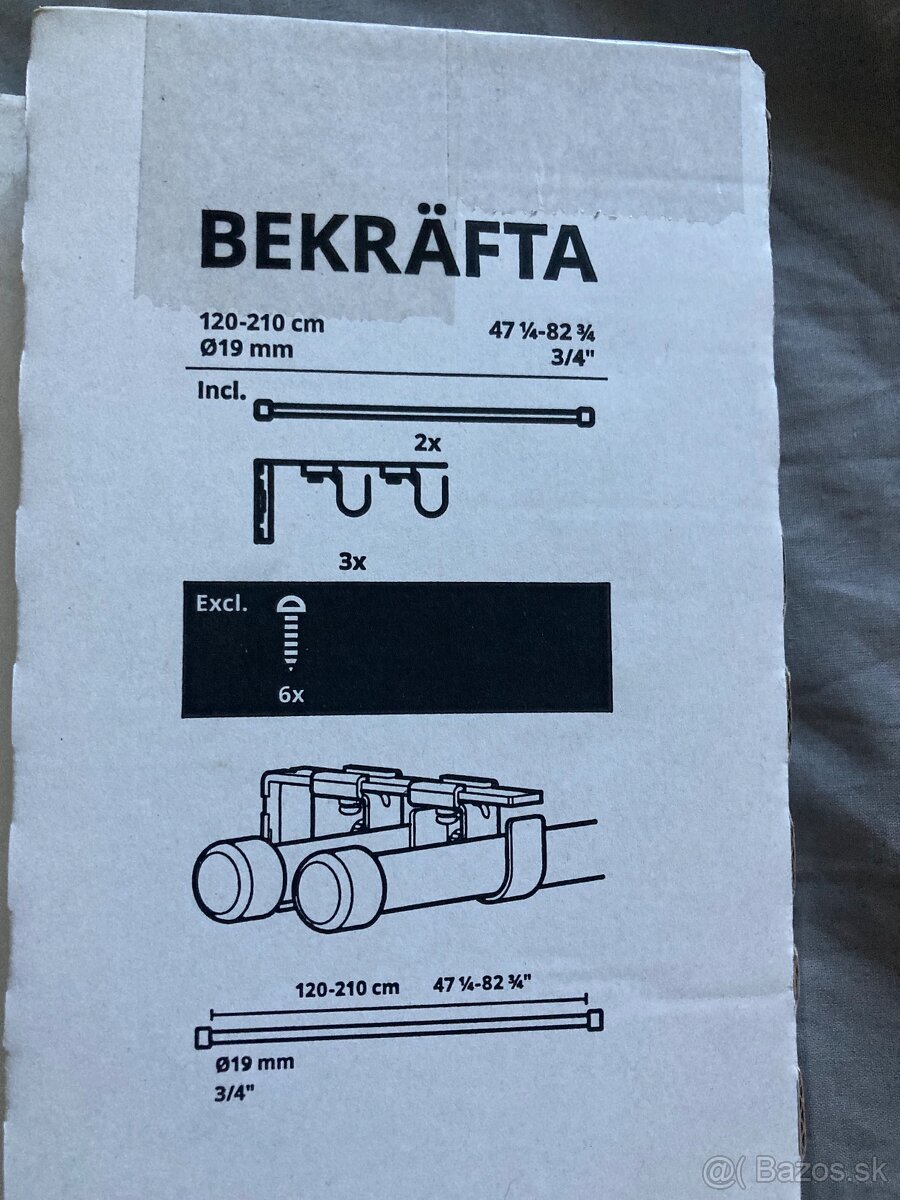 BEKRÄFTA
120-210 cm 47 ¼-82 ¾
Ø19 mm 3/4"
Incl.
2x
3x
Excl.
6x
120-210 cm 47 ¼-82 ¾"
Ø19 mm
3/4"
@( Bazos.sk